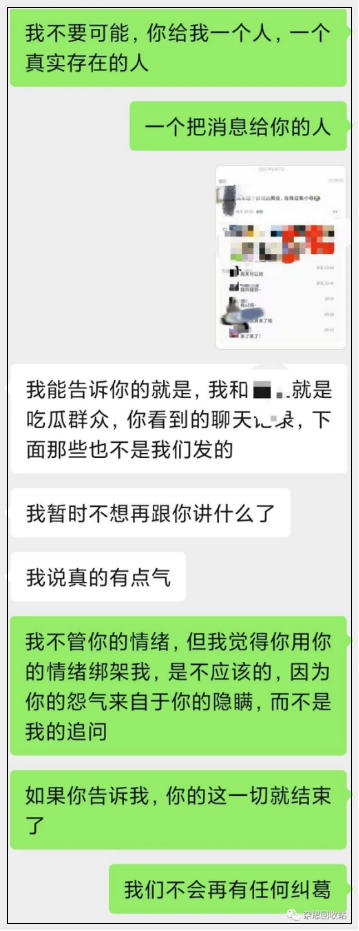 我不要可能，你给我一个人，一个
真实存在的人
一个把消息给你的人
我能告诉你的就是，我和
就是
吃瓜群众，你看到的聊天记录，下
面那些也不是我们发的
我暂时不想再跟你讲什么了
我说真的有点气
我不管你的情绪，但我觉得你用你
的情绪绑架我，是不应该的，因为
你的怨气来自于你的隐瞒，而不是
我的追问
如果你告诉我，你的这一切就结束
了
我们不会再有任何纠葛